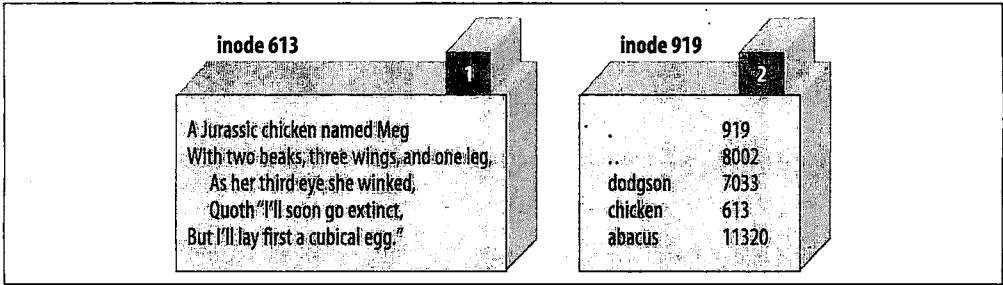 inode 613
1
A Jurassic chicken named Meg
With two beaks, three wings, and one leg,
As her third eye she winked,
Quoth "I'll soon go extinct,
But I'll lay first a cubical egg."
inode 919
2
. 919
.. 8002
dodgson 7033
chicken 613
abacus 11320